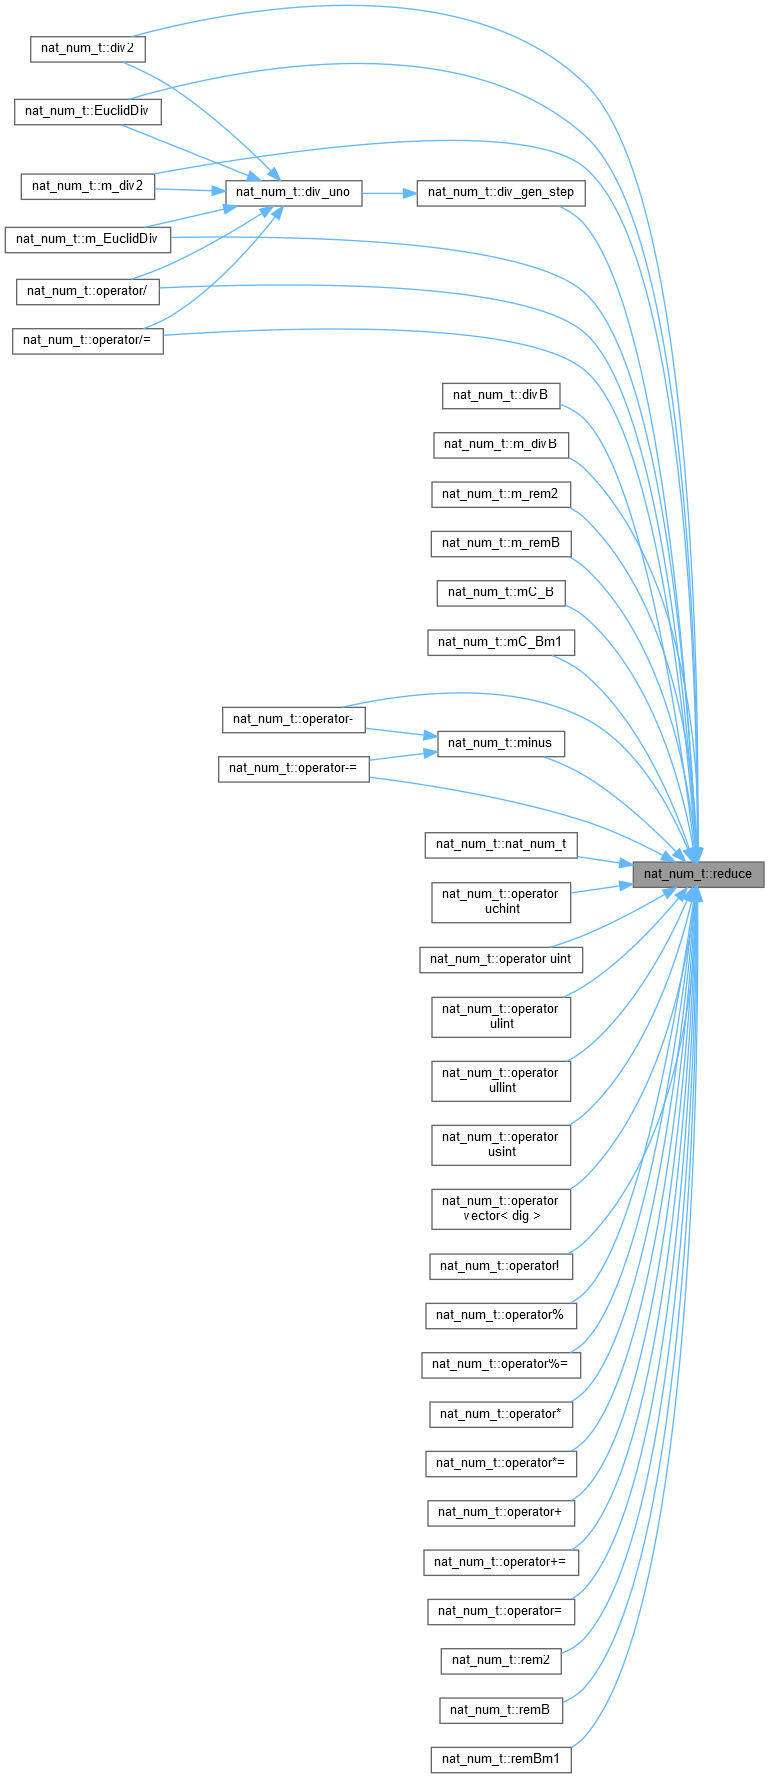 nat_num_t::div2
nat_num_t::EuclidDiv
nat_num_t::m_div2
nat_num_t::div_uno
nat_num_t::div_gen_step
nat_num_t::m_EuclidDiv
nat_num_t::operator/
nat_num_t::operator/=
nat_num_t::divB
nat_num_t::m_divB
nat_num_t::m_rem2
nat_num_t::m_remB
nat_num_t::mC_B
nat_num_t::mC_Bm1
nat_num_t::operator-
nat_num_t::minus
nat_num_t::operator-=
nat_num_t::nat_num_t
nat_num_t::reduce
nat_num_t::operator
uchint
nat_num_t::operator uint
nat_num_t::operator
ulint
nat_num_t::operator
ullint
nat_num_t::operator
usint
nat_num_t::operator
vector< dig >
nat_num_t::operator!
nat_num_t::operator%
nat_num_t::operator%=
nat_num_t::operator*
nat_num_t::operator*=
nat_num_t::operator+
nat_num_t::operator+=
nat_num_t::operator=
nat_num_t::rem2
nat_num_t::remB
nat_num_t::remBm1